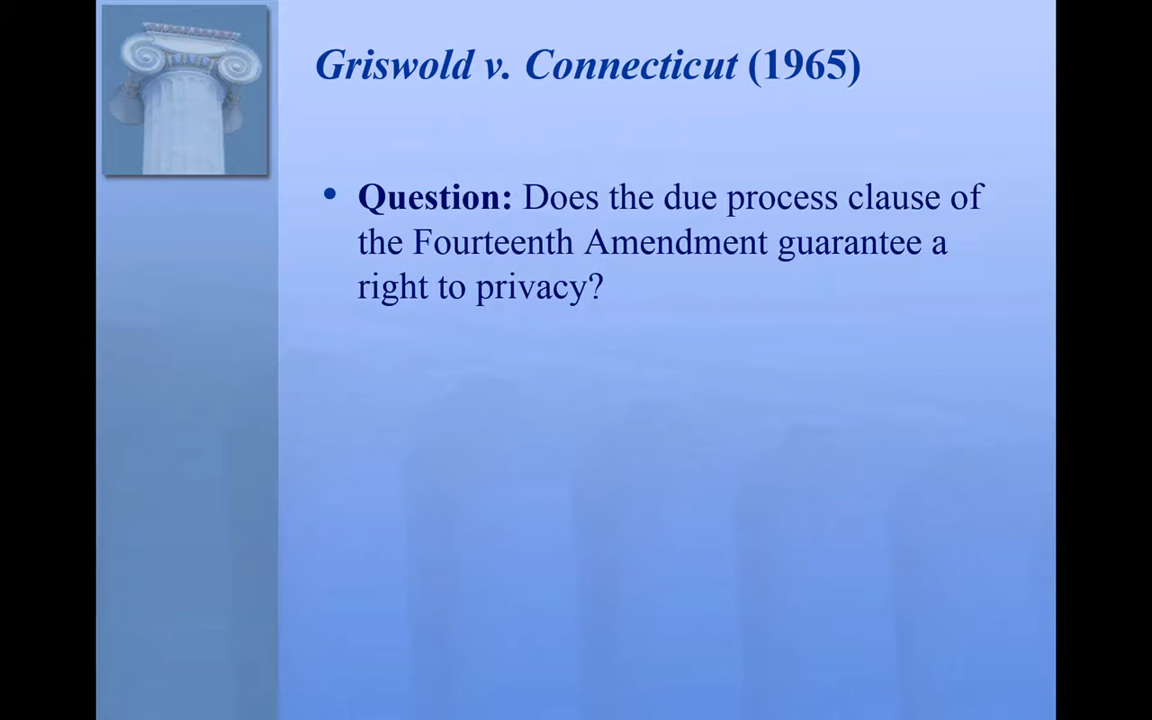 Griswold v. Connecticut (1965)
• Question: Does the due process clause of
the Fourteenth Amendment guarantee a
right to privacy?